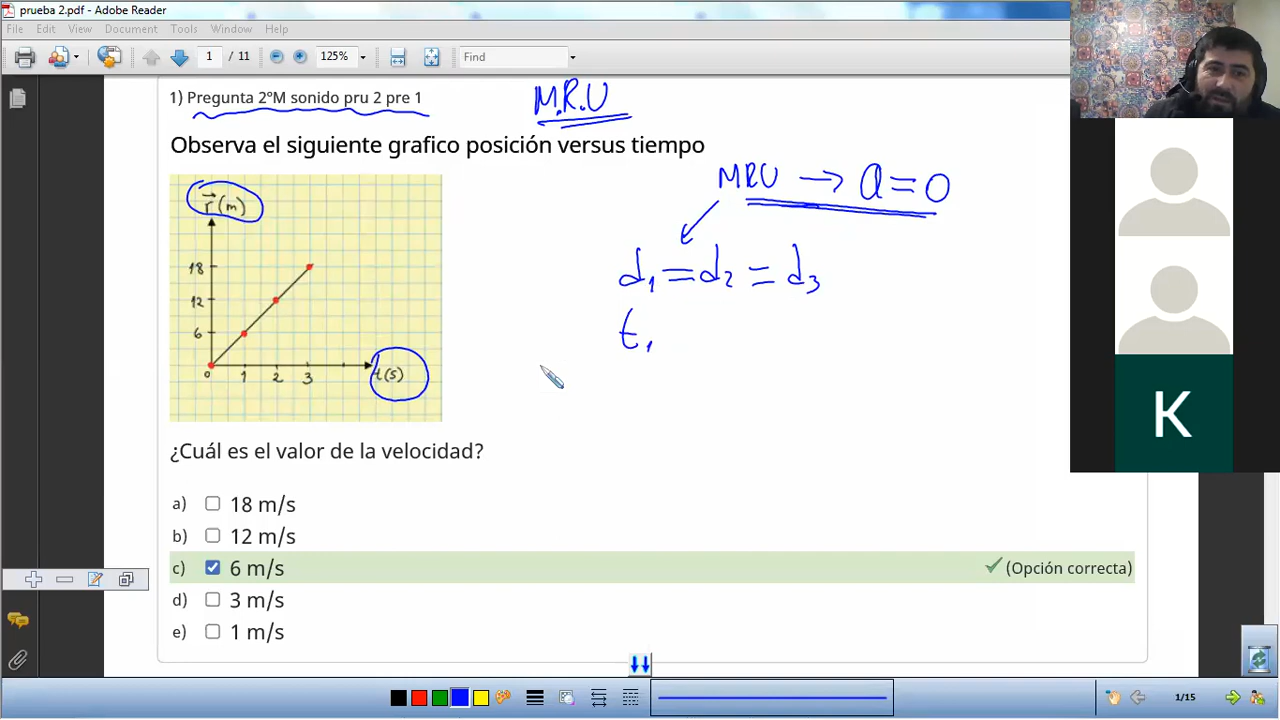 prueba 2.pdf - Adobe Reader
File Edit View Document Tools Window Help
1 / 11 125% Find
1) Pregunta 2°M sonido pru 2 pre 1
M.R.U
Observa el siguiente grafico posición versus tiempo
MRU → a = 0
r (m)
d1 = d2 = d3
18
12
t1
6
0 1 2 3 t(s)
K
¿Cuál es el valor de la velocidad?
a) 18 m/s
b) 12 m/s
c) 6 m/s (Opción correcta)
d) 3 m/s
e) 1 m/s
1/15